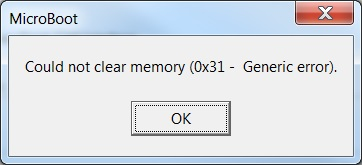 MicroBoot
Could not clear memory (0x31 -  Generic error).
OK